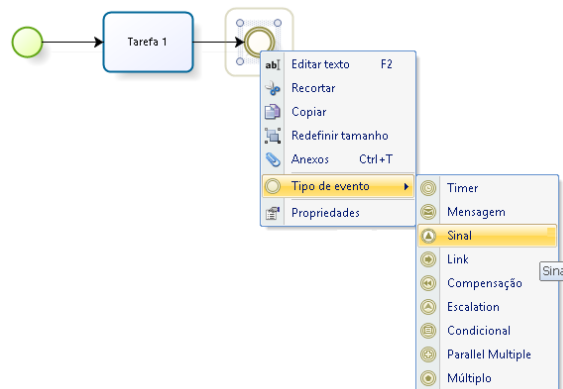 Tarefa 1
Editar texto F2
Recortar
Copiar
Redefinir tamanho
Anexos Ctrl+T
Tipo de evento
Propriedades
Timer
Mensagem
Sinal
Link
Compensação
Escalation
Condicional
Parallel Multiple
Múltiplo